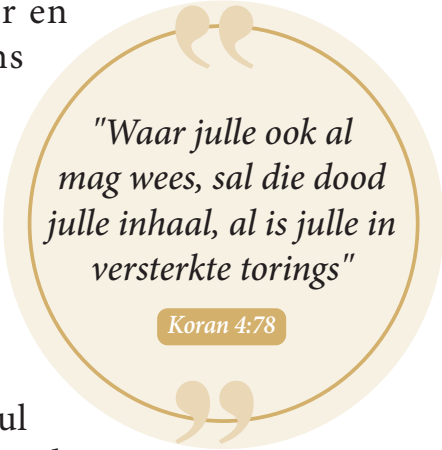 r en
ns
"Waar julle ook al
mag wees, sal die dood
julle inhaal, al is julle in
versterkte torings"
Koran 4:78
ul